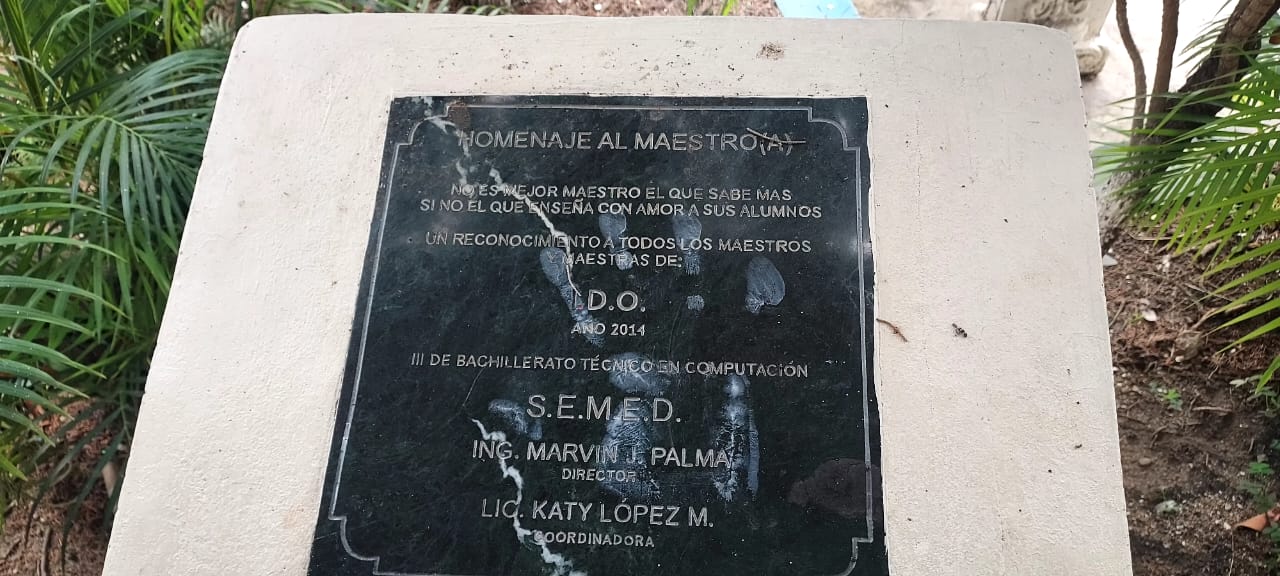 HOMENAJE AL MAESTRO(A)
NO ES MEJOR MAESTRO EL QUE SABE MAS
SI NO EL QUE ENSEÑA CON AMOR A SUS ALUMNOS
UN RECONOCIMIENTO A TODOS LOS MAESTROS
Y MAESTRAS DE:
I.D.O.
AÑO 2014
III DE BACHILLERATO TÉCNICO EN COMPUTACIÓN
S.E.M.E.D.
ING. MARVIN J. PALMA
DIRECTOR
LIC. KATY LÓPEZ M.
COORDINADORA